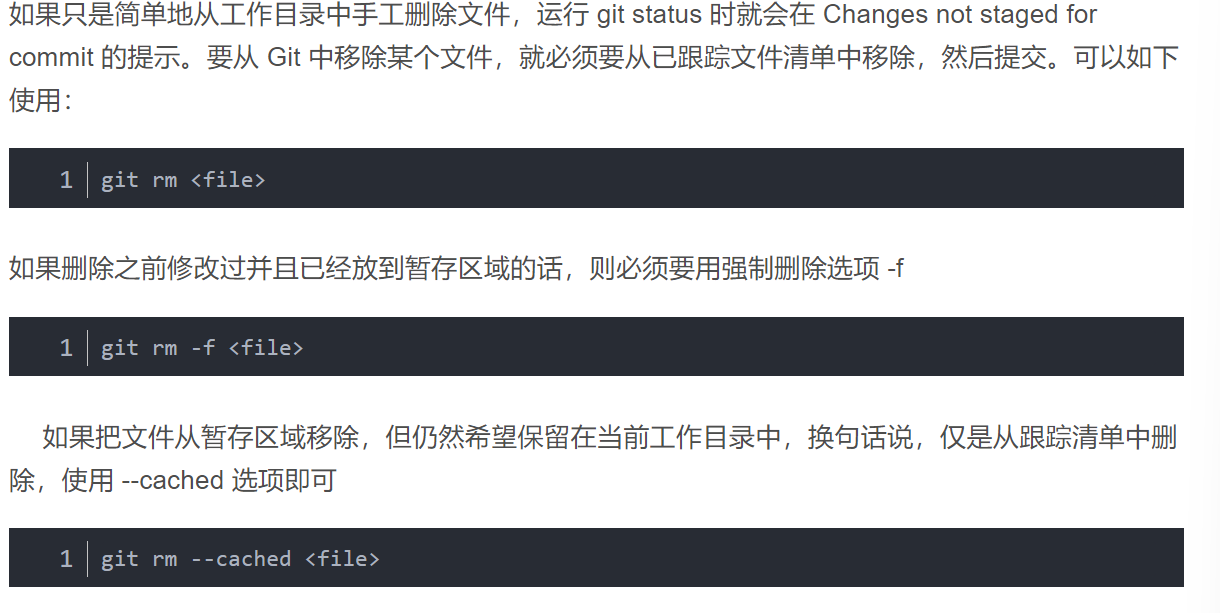 如果只是简单地从工作目录中手工删除文件，运行 git status 时就会在 Changes not staged for
commit 的提示。要从 Git 中移除某个文件，就必须要从已跟踪文件清单中移除，然后提交。可以如下
使用：
1 git rm <file>
如果删除之前修改过并且已经放到暂存区域的话，则必须要用强制删除选项 -f
1 git rm -f <file>
如果把文件从暂存区域移除，但仍然希望保留在当前工作目录中，换句话说，仅是从跟踪清单中删
除，使用 --cached 选项即可
1 git rm --cached <file>